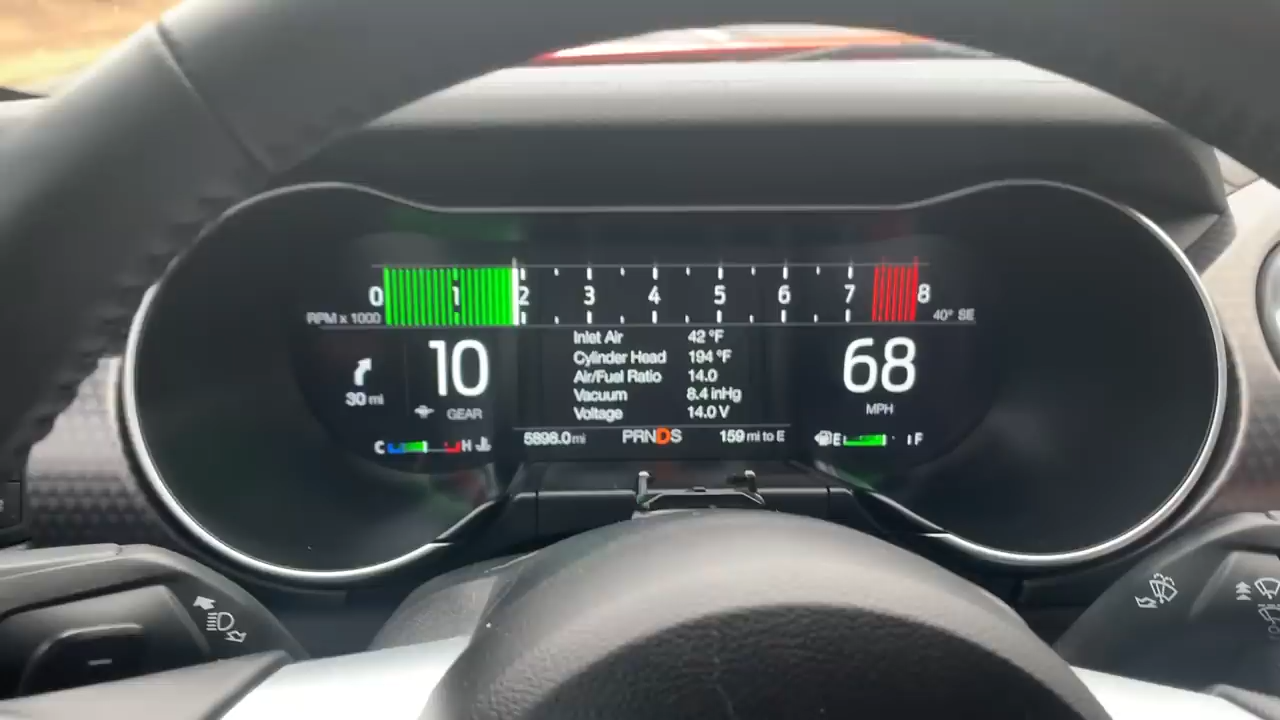 0 1 2 3 4 5 6 7 8
RPM x 1000
40° SE
Inlet Air 42 °F
Cylinder Head 194 °F
Air/Fuel Ratio 14.0
Vacuum 8.4 inHg
Voltage 14.0 V
30 mi
10
GEAR
68
MPH
C H
5898.0 mi
PRNDS
159 mi to E
E F